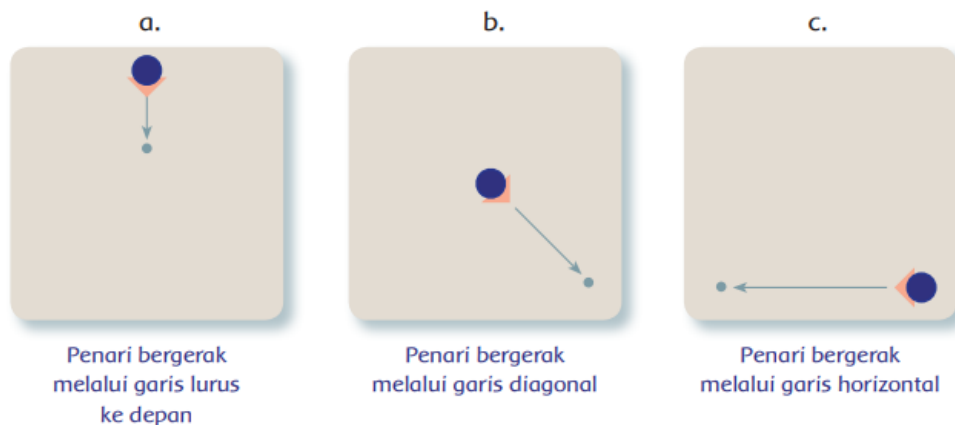 a.
b.
c.
Penari bergerak
melalui garis lurus
ke depan
Penari bergerak
melalui garis diagonal
Penari bergerak
melalui garis horizontal